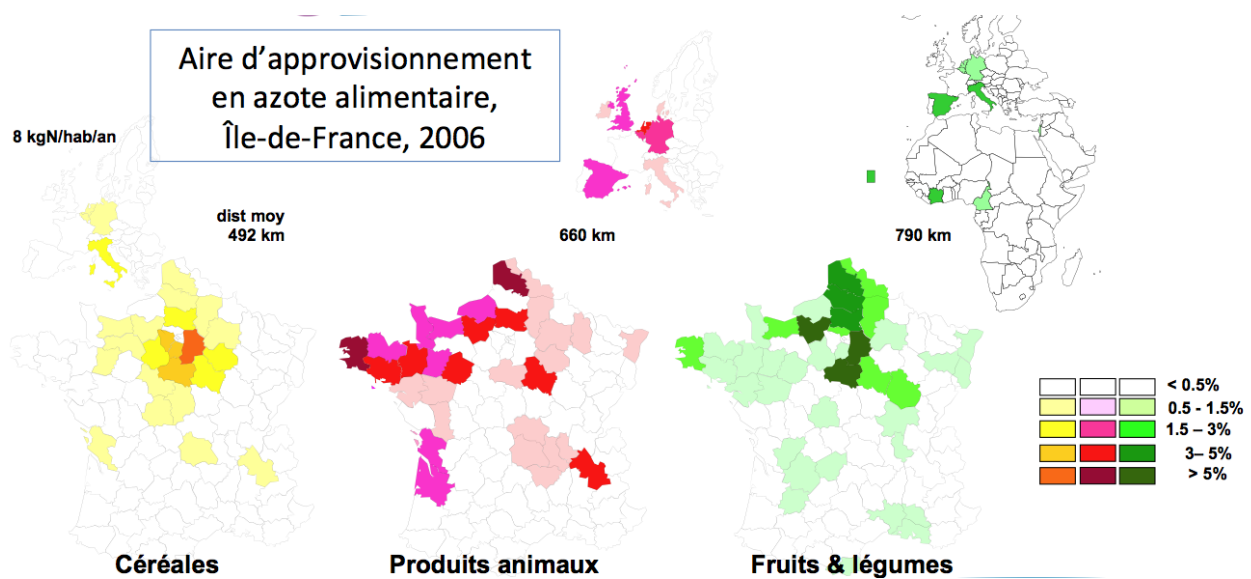 Aire d’approvisionnement
en azote alimentaire,
Île-de-France, 2006
8 kgN/hab/an
dist moy
492 km
660 km
790 km
< 0.5%
0.5 - 1.5%
1.5 – 3%
3– 5%
> 5%
Céréales
Produits animaux
Fruits & légumes